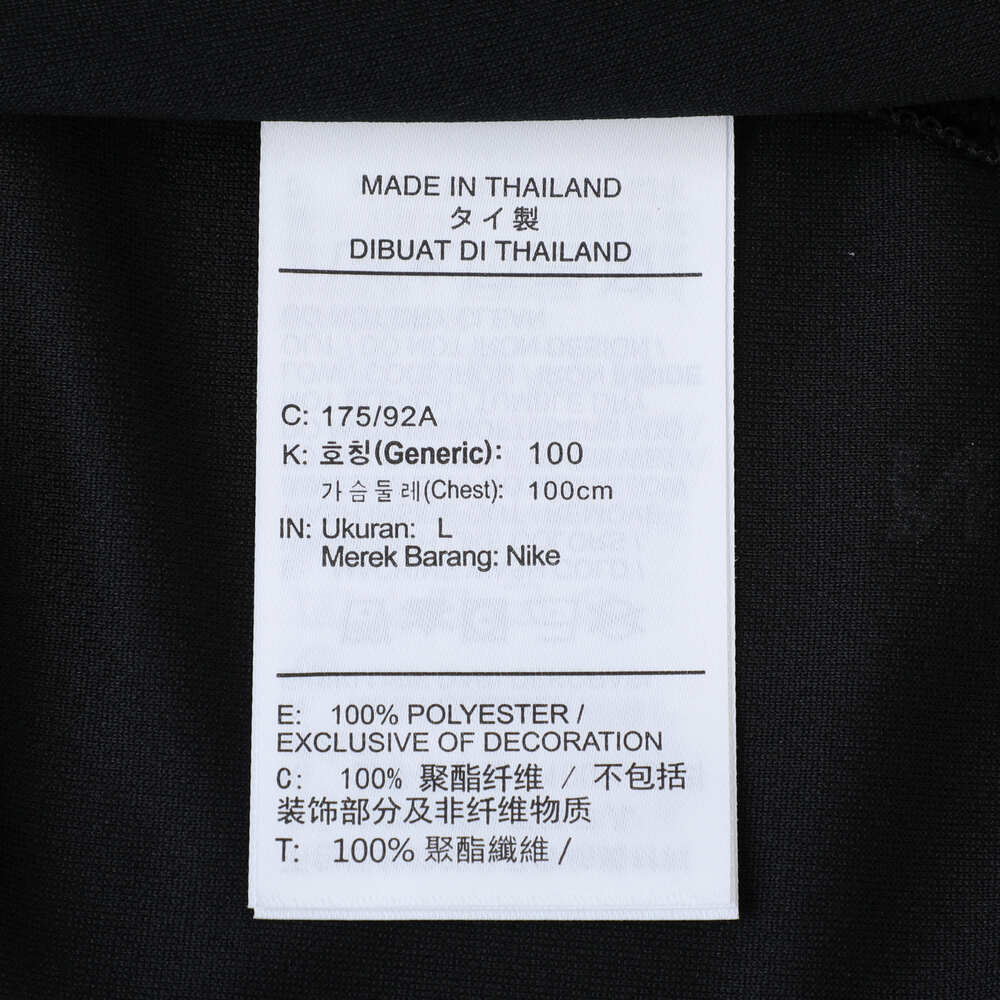 MADE IN THAILAND
タイ製
DIBUAT DI THAILAND
C: 175/92A
K: 호칭(Generic): 100
가슴둘레(Chest): 100cm
IN: Ukuran: L
Merek Barang: Nike
E: 100% POLYESTER /
EXCLUSIVE OF DECORATION
C: 100% 聚酯纤维 / 不包括
装饰部分及非纤维物质
T: 100% 聚酯纖維 /